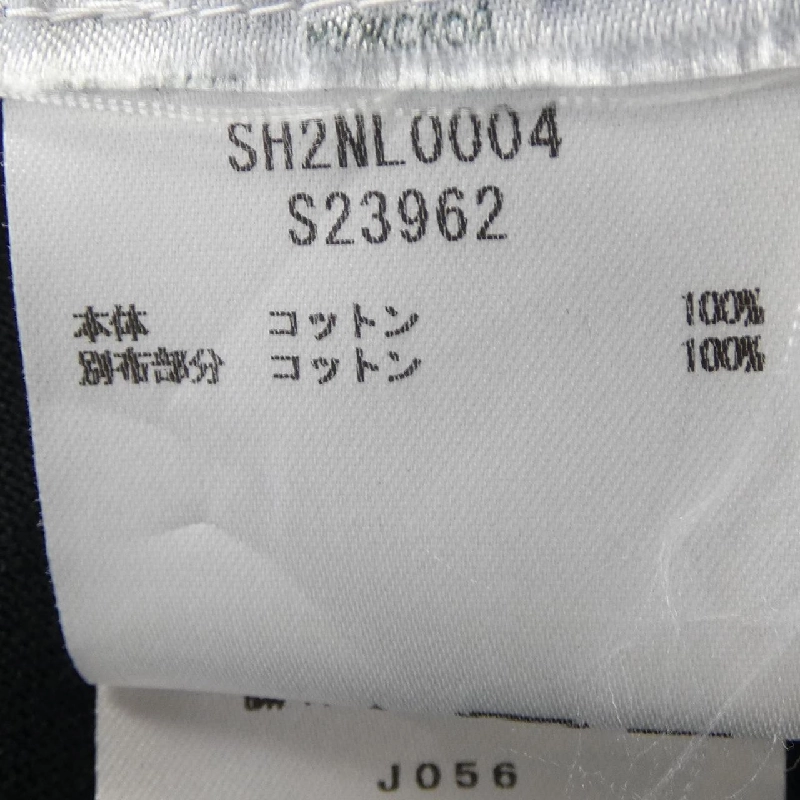 МУЖСКОЙ
SH2NL0004
S23962
本体 コットン 100%
別布部分 コットン 100%
J056